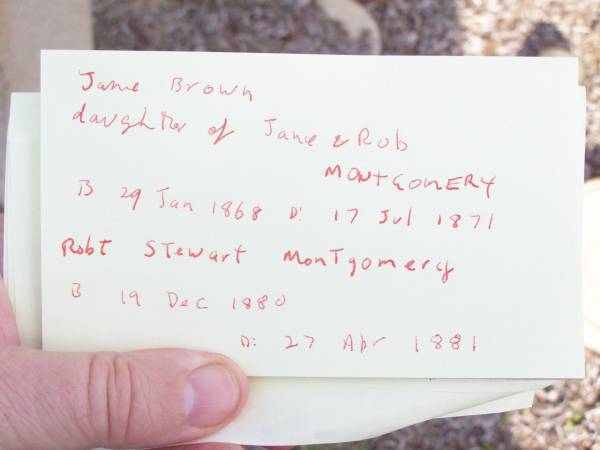 Jane Brown
daughter of Jane & Rob
MONTGOMERY
B 29 Jan 1868 D: 17 Jul 1871
Robt Stewart Montgomery
B 19 Dec 1880
D: 27 Apr 1881